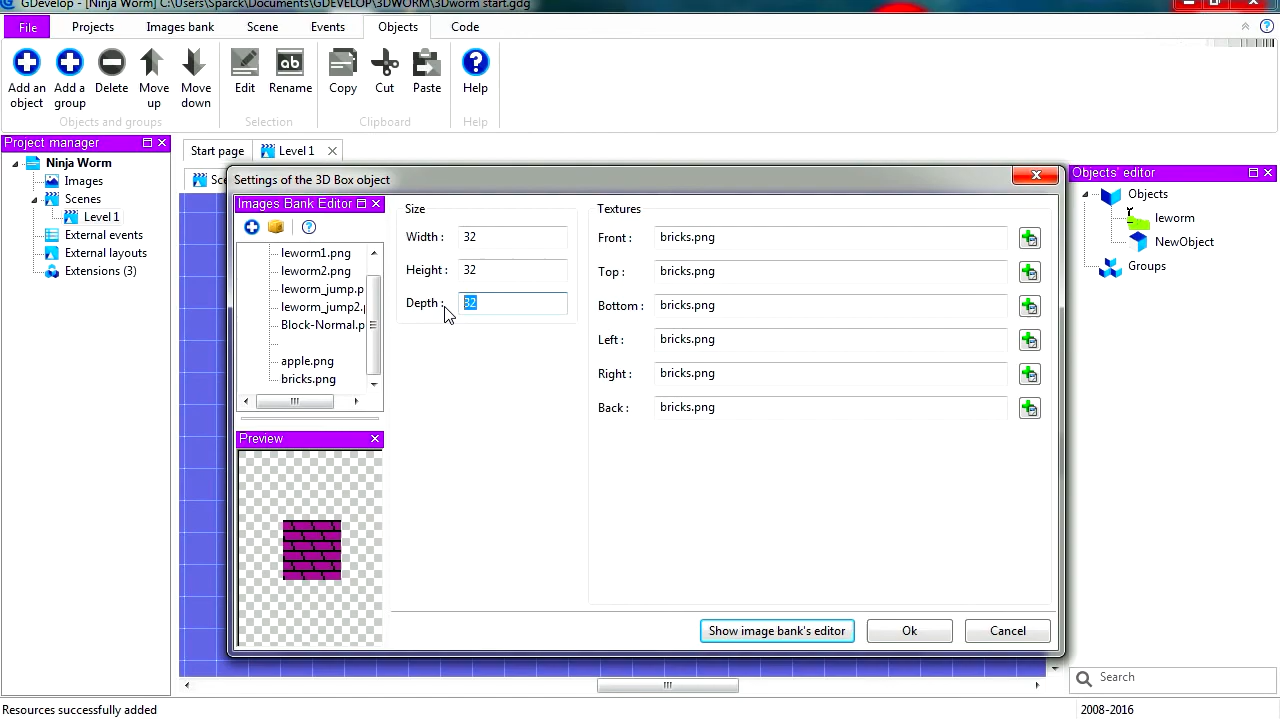 GDevelop - [Ninja Worm] C:\Users\Sparck\Documents\GDEVELOP\3DWORM\3Dworm start.gdg
File Projects Images bank Scene Events Objects Code
Add an object
Add a group
Delete
Move up
Move down
Edit
Rename
Copy
Cut
Paste
Help
Objects and groups
Selection
Clipboard
Help
Project manager
Ninja Worm
Images
Scenes
Level 1
External events
External layouts
Extensions (3)
Start page
Level 1
Sc
Settings of the 3D Box object
Images Bank Editor
leworm1.png
leworm2.png
leworm_jump.p
leworm_jump2.
Block-Normal.p
apple.png
bricks.png
Preview
Size
Width : 32
Height : 32
Depth : 32
Textures
Front : bricks.png
Top : bricks.png
Bottom : bricks.png
Left : bricks.png
Right : bricks.png
Back : bricks.png
Show image bank's editor
Ok
Cancel
Objects' editor
Objects
leworm
NewObject
Groups
Search
Resources successfully added
2008-2016